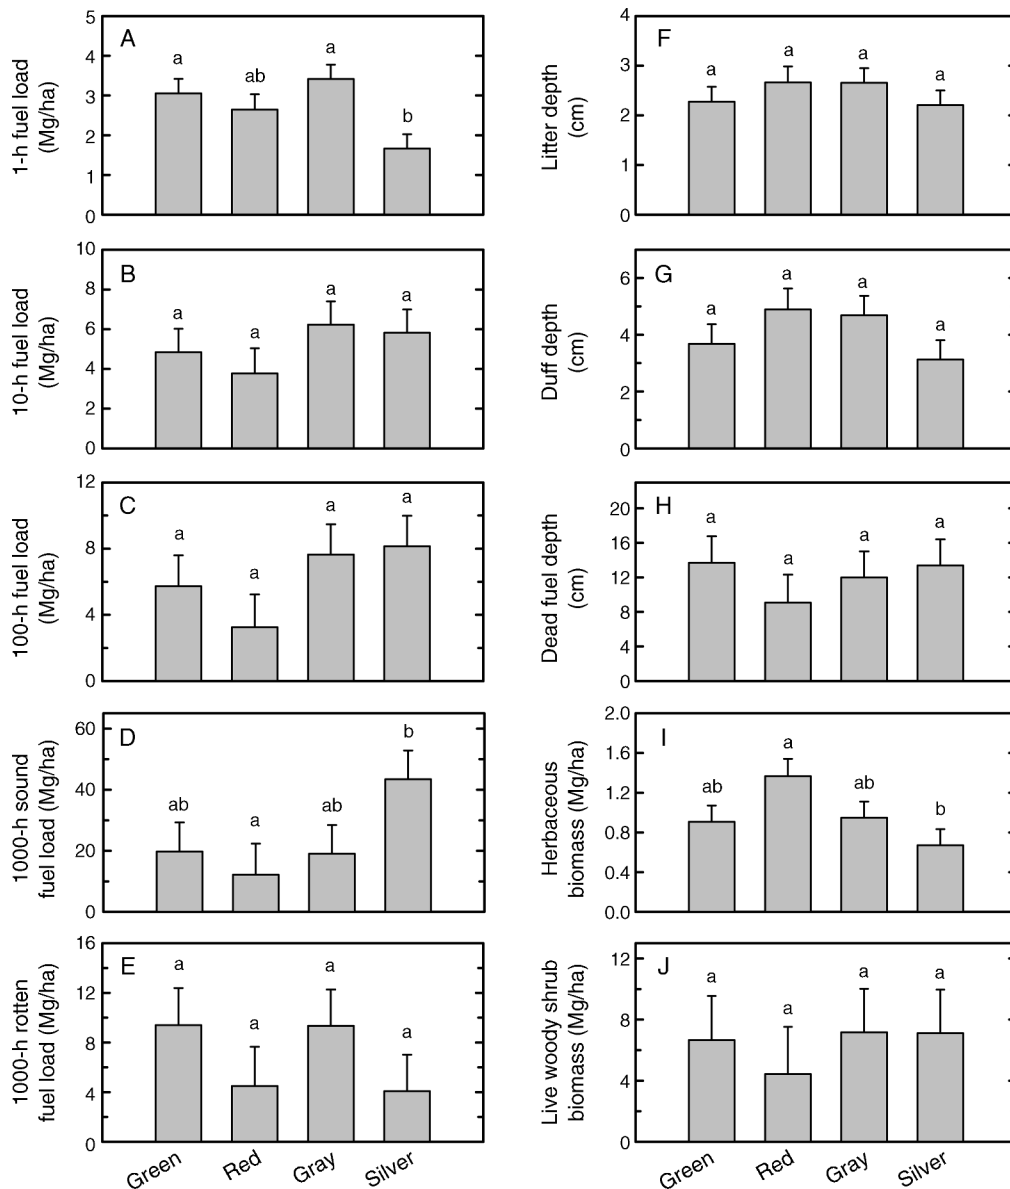 A
1-h fuel load
(Mg/ha)
5
4
3
2
1
0
a
ab
a
b
B
10-h fuel load
(Mg/ha)
10
8
6
4
2
0
a
a
a
a
C
100-h fuel load
(Mg/ha)
12
8
4
0
a
a
a
a
D
1000-h sound
fuel load (Mg/ha)
60
40
20
0
ab
a
ab
b
E
1000-h rotten
fuel load (Mg/ha)
16
12
8
4
0
a
a
a
a
Green
Red
Gray
Silver
F
Litter depth
(cm)
4
3
2
1
0
a
a
a
a
G
Duff depth
(cm)
6
4
2
0
a
a
a
a
H
Dead fuel depth
(cm)
20
16
12
8
4
0
a
a
a
a
I
Herbaceous
biomass (Mg/ha)
2.0
1.6
1.2
0.8
0.4
0.0
ab
a
ab
b
J
Live woody shrub
biomass (Mg/ha)
12
8
4
0
a
a
a
a
Green
Red
Gray
Silver